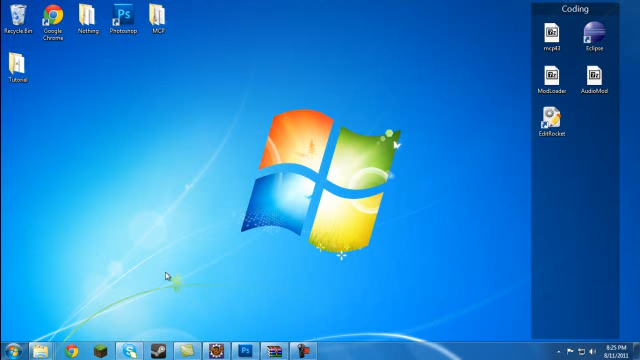 Coding
Recycle Bin
Google Chrome
Nothing
Photoshop
MCP
mcp43
Eclipse
Tutorial
ModLoader
AudioMod
EditRocket
8:25 PM
8/11/2011